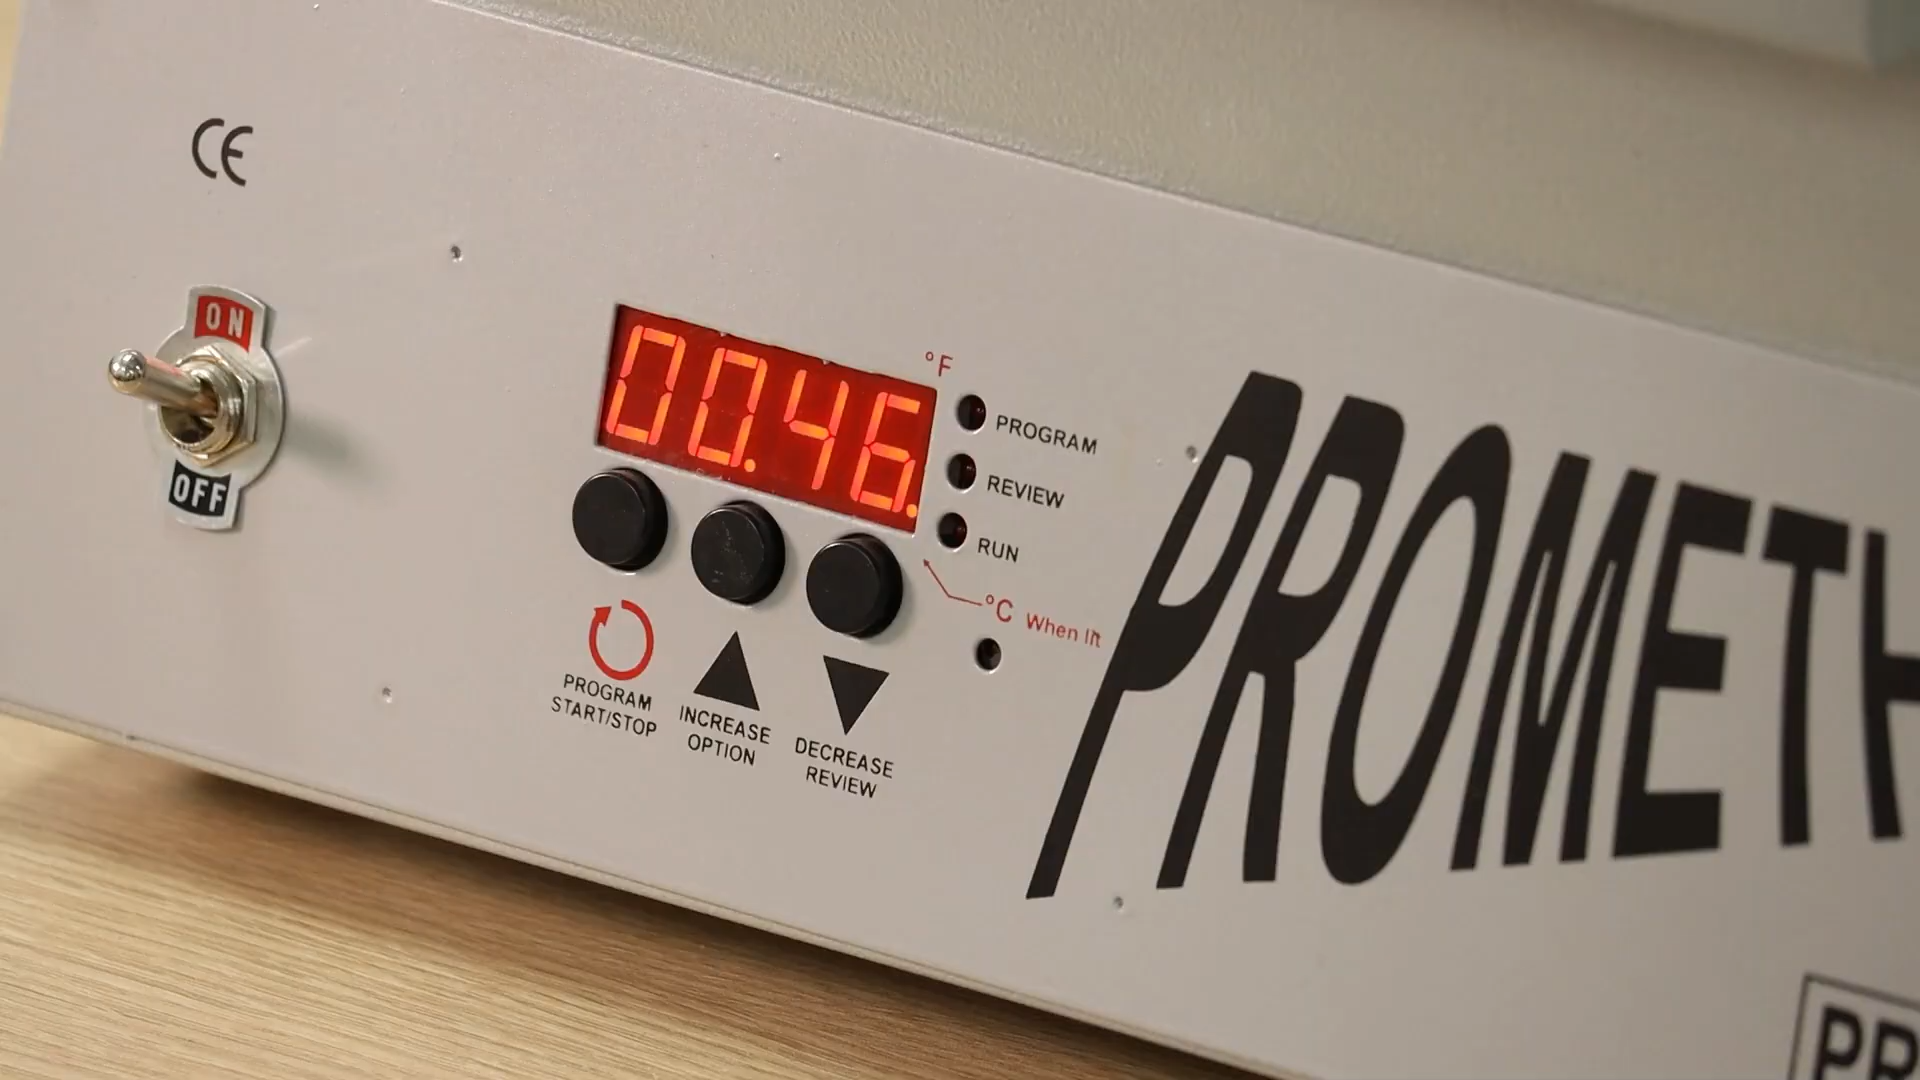 CE
ON
OFF
00.46.
°F
PROGRAM
REVIEW
RUN
°C When lit
PROGRAM
START/STOP
INCREASE
OPTION
DECREASE
REVIEW
PROMETH
PR